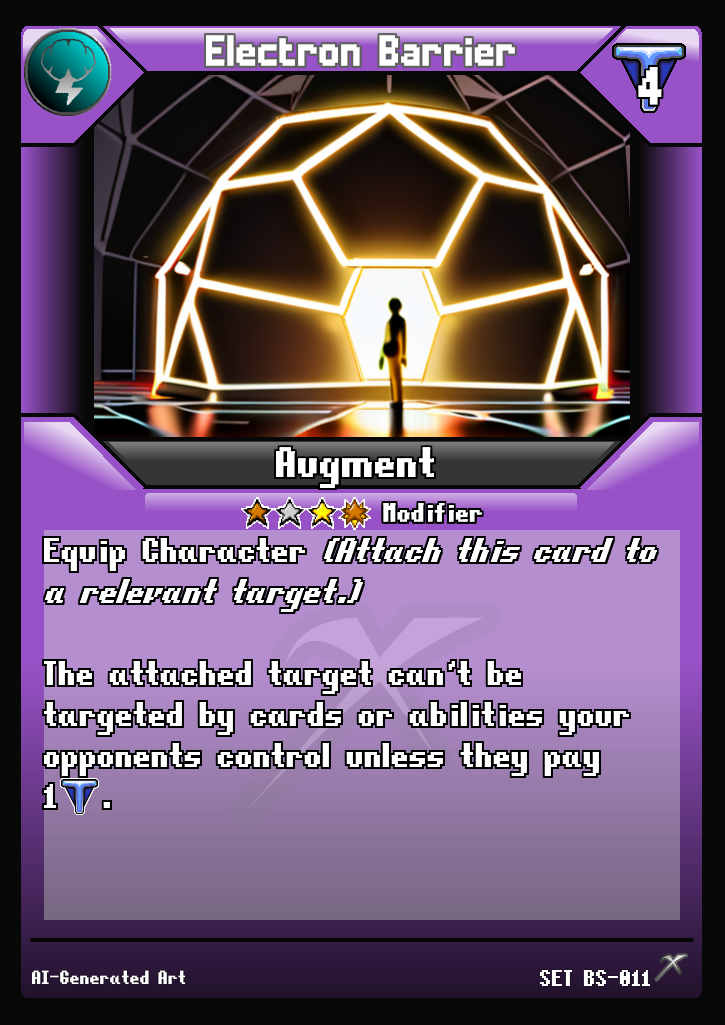 Electron Barrier
4
Augment
Modifier
Equip Character (Attach this card to
a relevant target.)
The attached target can't be
targeted by cards or abilities your
opponents control unless they pay
1T.
AI-Generated Art
SET BS-011